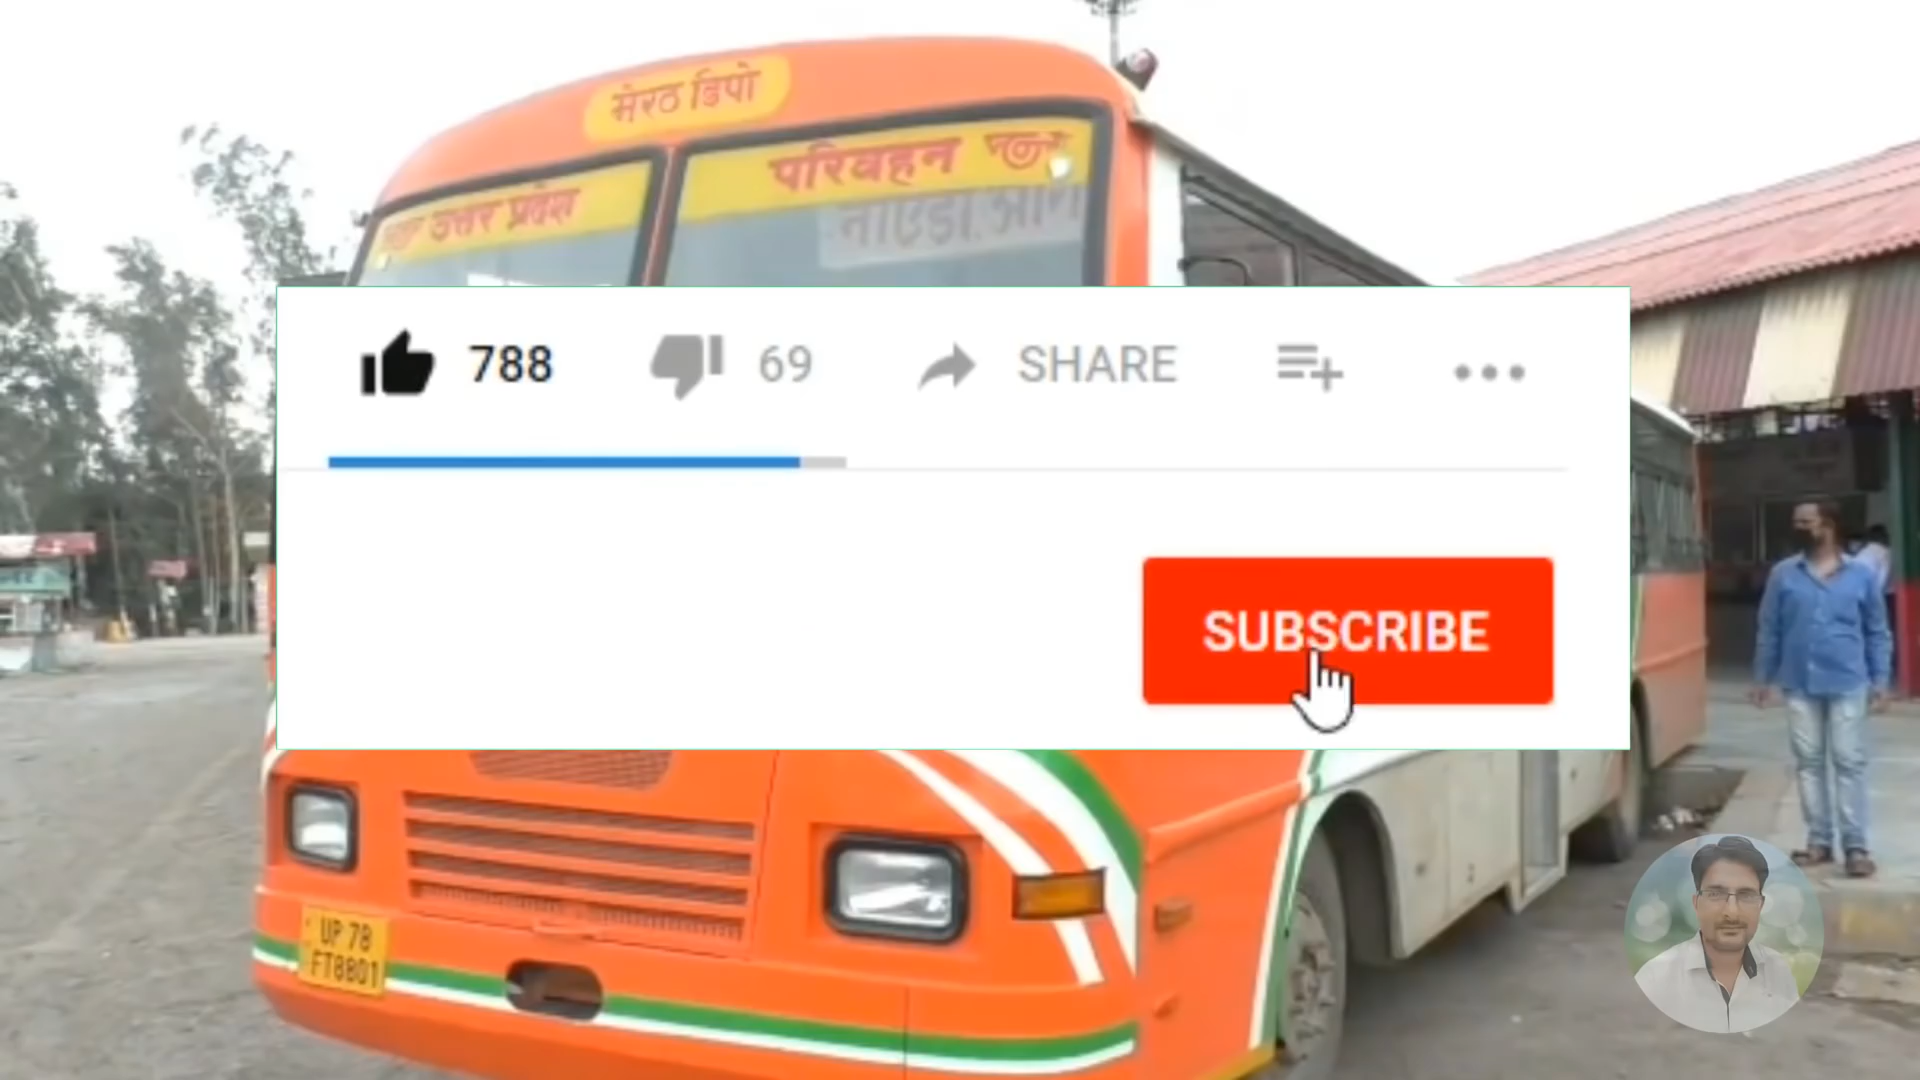 मेरठ डिपो
उत्तर प्रदेश
परिवहन
788
69
SHARE
SUBSCRIBE
UP 78
FT8801